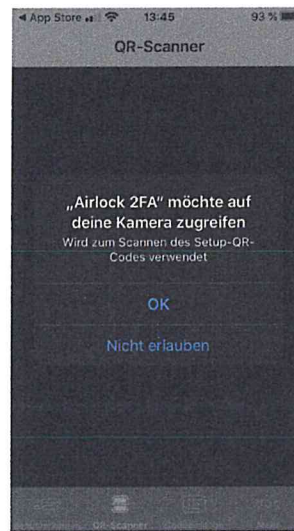 App Store
13:45
93 %
QR-Scanner
„Airlock 2FA“ möchte auf
deine Kamera zugreifen
Wird zum Scannen des Setup-QR-
Codes verwendet
OK
Nicht erlauben
QR-Scanner